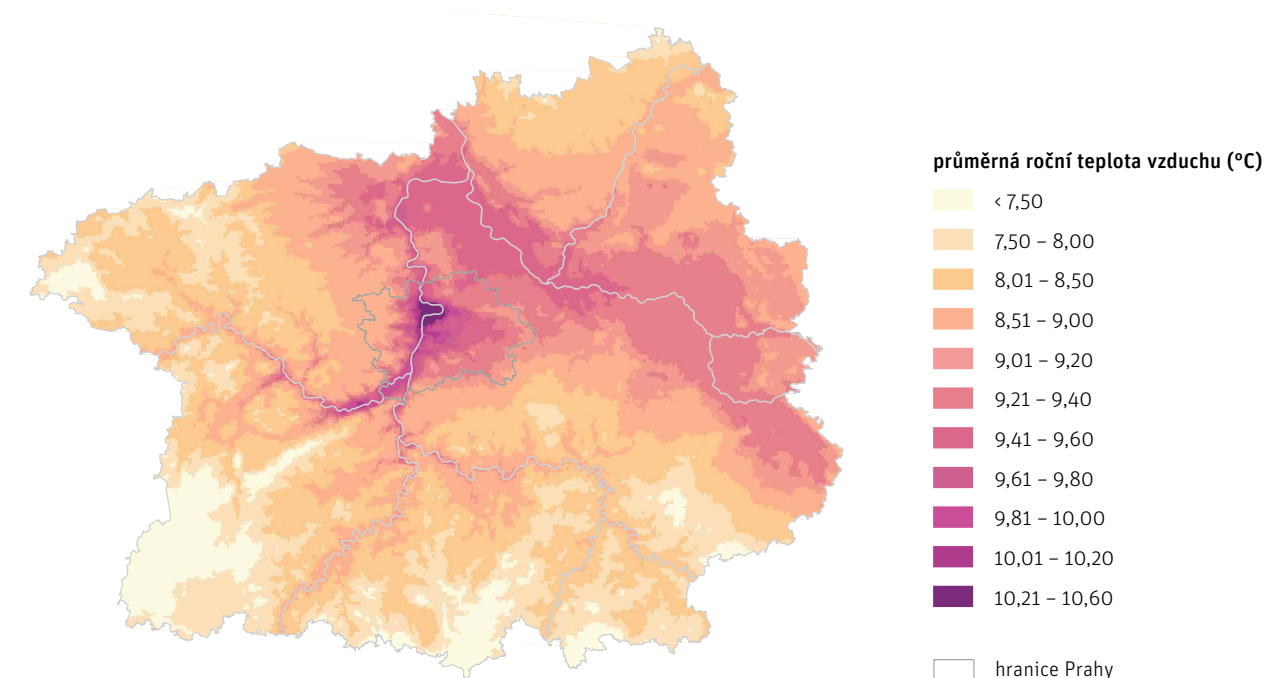 průměrná roční teplota vzduchu (°C)
‹ 7,50
7,50 – 8,00
8,01 – 8,50
8,51 – 9,00
9,01 – 9,20
9,21 – 9,40
9,41 – 9,60
9,61 – 9,80
9,81 – 10,00
10,01 – 10,20
10,21 – 10,60
hranice Prahy